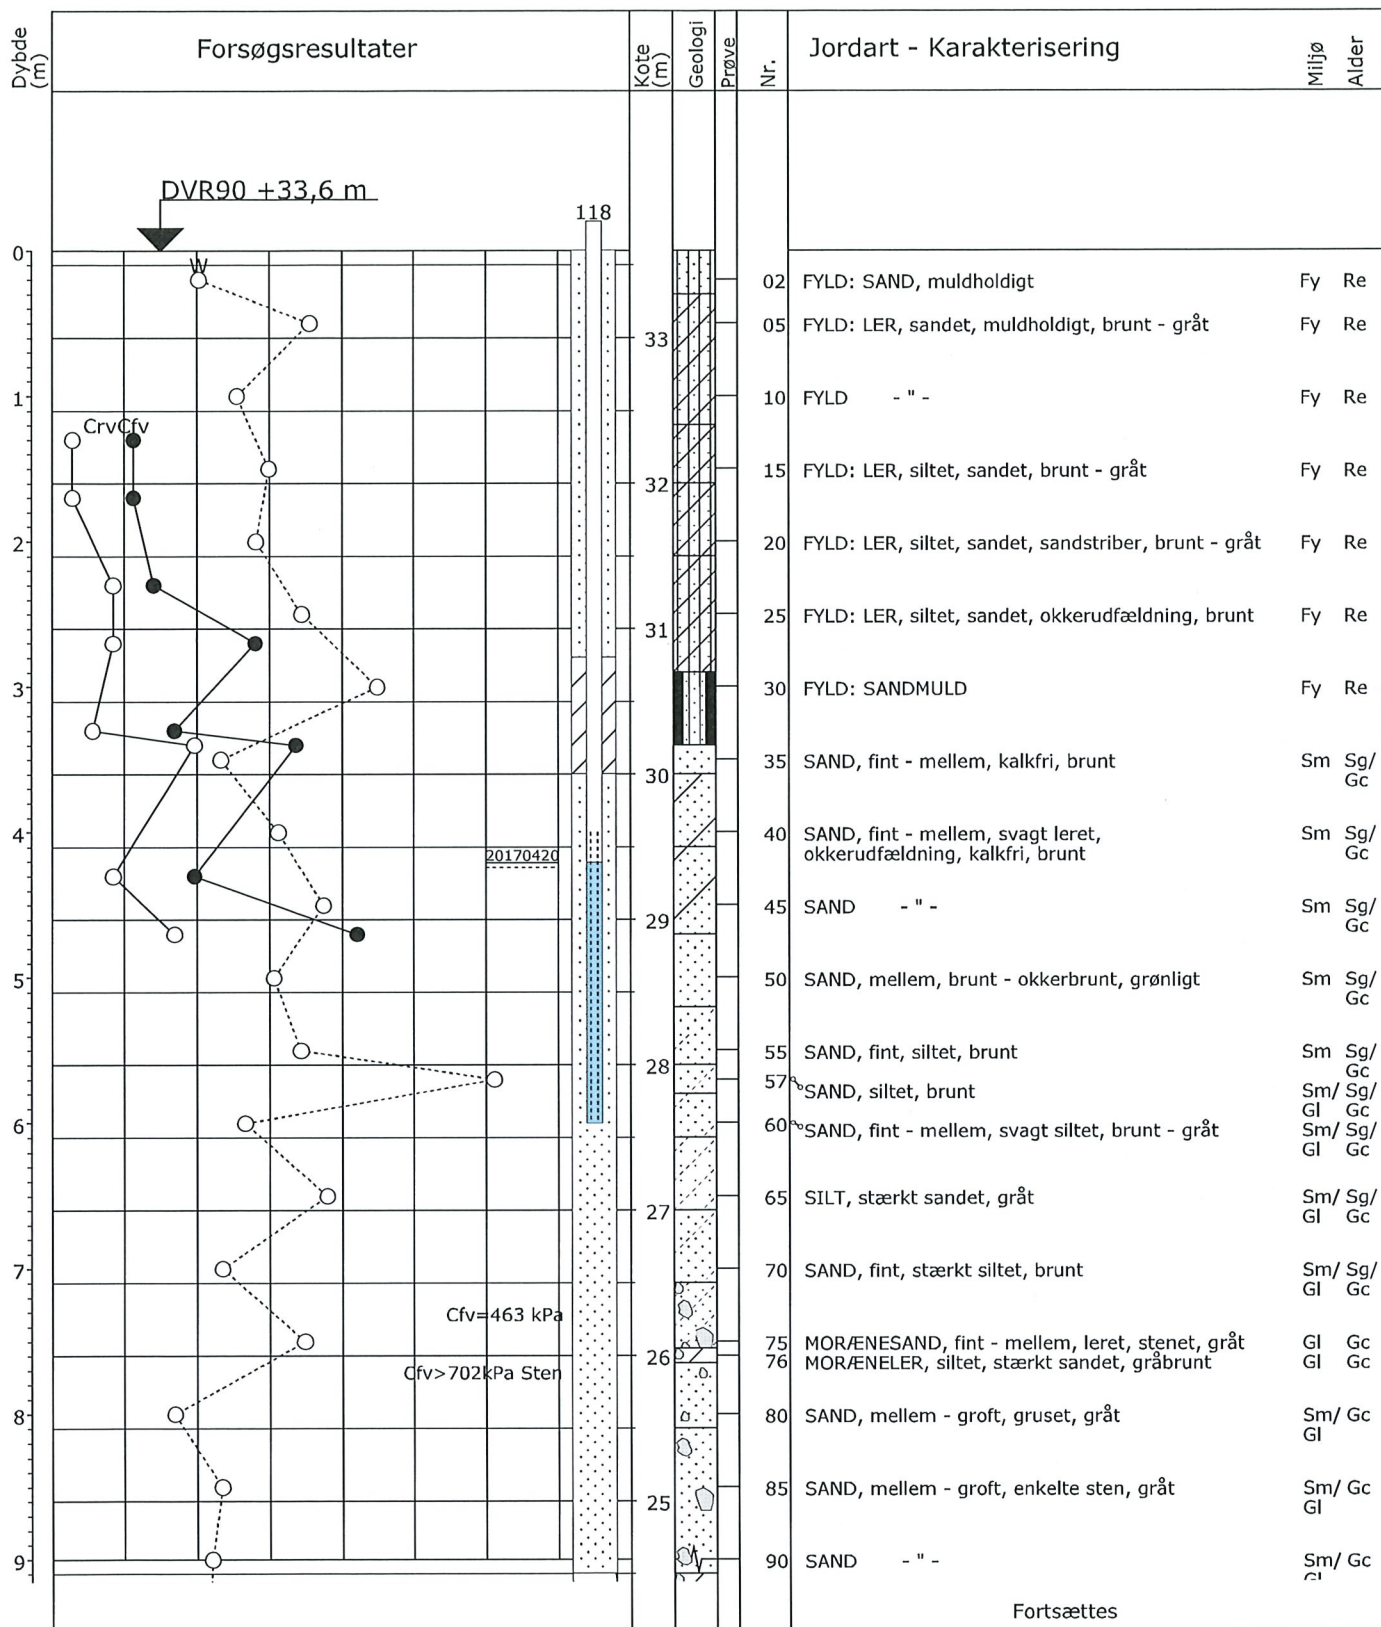 Dybde (m)
Forsøgsresultater
Kote (m)
Geologi
Prøve
Nr.
Jordart - Karakterisering
Miljø
Alder
DVR90 +33,6 m
118
0
W
02 FYLD: SAND, muldholdigt Fy Re
05 FYLD: LER, sandet, muldholdigt, brunt - gråt Fy Re
33
1
10 FYLD - " - Fy Re
Crv Cfv
15 FYLD: LER, siltet, sandet, brunt - gråt Fy Re
32
2
20 FYLD: LER, siltet, sandet, sandstriber, brunt - gråt Fy Re
25 FYLD: LER, siltet, sandet, okkerudfældning, brunt Fy Re
31
3
30 FYLD: SANDMULD Fy Re
35 SAND, fint - mellem, kalkfri, brunt Sm Sg/
Gc
30
4
40 SAND, fint - mellem, svagt leret, Sm Sg/
okkerudfældning, kalkfri, brunt Gc
20170420
45 SAND - " - Sm Sg/
Gc
29
5
50 SAND, mellem, brunt - okkerbrunt, grønligt Sm Sg/
Gc
55 SAND, fint, siltet, brunt Sm Sg/
Gc
28
57 SAND, siltet, brunt Sm/ Sg/
Gl Gc
6
60 SAND, fint - mellem, svagt siltet, brunt - gråt Sm/ Sg/
Gl Gc
65 SILT, stærkt sandet, gråt Sm/ Sg/
Gl Gc
27
7
70 SAND, fint, stærkt siltet, brunt Sm/ Sg/
Gl Gc
Cfv=463 kPa
75 MORÆNESAND, fint - mellem, leret, stenet, gråt Gl Gc
26
76 MORÆNELER, siltet, stærkt sandet, gråbrunt Gl Gc
Cfv>702kPa Sten
8
80 SAND, mellem - groft, gruset, gråt Sm/ Gc
Gl
85 SAND, mellem - groft, enkelte sten, gråt Sm/ Gc
Gl
25
9
90 SAND - " - Sm/ Gc
Fortsættes